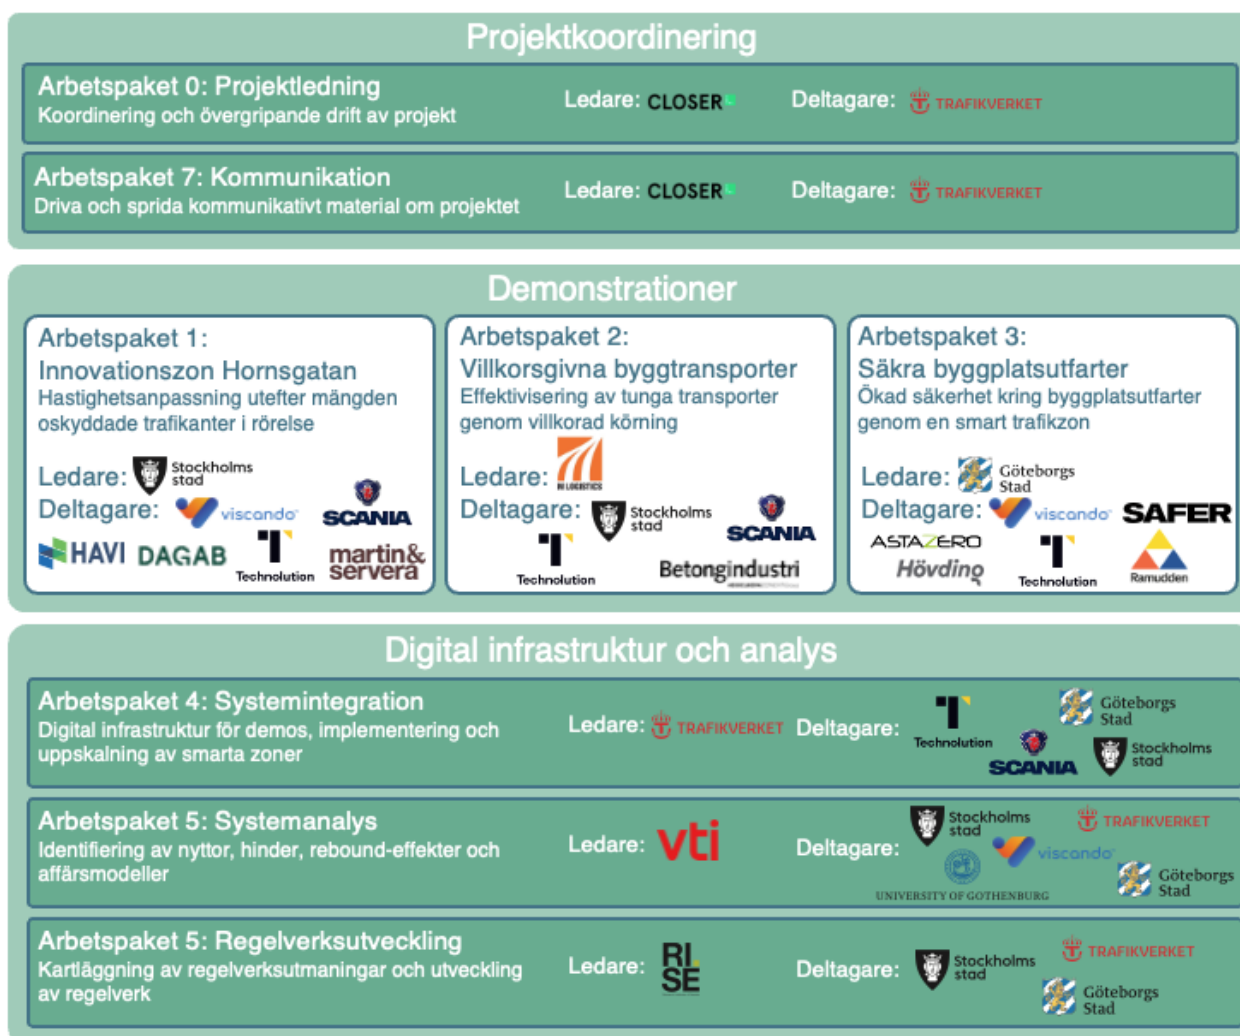 Projektkoordinering
Arbetspaket 0: Projektledning
Koordinering och övergripande drift av projekt
Ledare: CLOSER
Deltagare: TRAFIKVERKET
Arbetspaket 7: Kommunikation
Driva och sprida kommunikativt material om projektet
Ledare: CLOSER
Deltagare: TRAFIKVERKET
Demonstrationer
Arbetspaket 1:
Innovationszon Hornsgatan
Hastighetsanpassning utefter mängden
oskyddade trafikanter i rörelse
Ledare: Stockholms
stad
Deltagare: viscando
SCANIA
HAVI DAGAB
Technolution
martin&
servera
Arbetspaket 2:
Villkorsgivna byggtransporter
Effektivisering av tunga transporter
genom villkorad körning
Ledare:
LOGISTICS
Deltagare: Stockholms
stad
SCANIA
Technolution
Betongindustri
Arbetspaket 3:
Säkra byggplatsutfarter
Ökad säkerhet kring byggplatsutfarter
genom en smart trafikzon
Ledare: Göteborgs
Stad
Deltagare: viscando SAFER
ASTAZERO
Hövding
Technolution
Ramudden
Digital infrastruktur och analys
Arbetspaket 4: Systemintegration
Digital infrastruktur för demos, implementering och
uppskalning av smarta zoner
Ledare: TRAFIKVERKET
Deltagare:
Technolution
Göteborgs
Stad
SCANIA
Stockholms
stad
Arbetspaket 5: Systemanalys
Identifiering av nyttor, hinder, rebound-effekter och
affärsmodeller
Ledare: vti
Deltagare:
Stockholms
stad
TRAFIKVERKET
viscando
UNIVERSITY OF GOTHENBURG
Göteborgs
Stad
Arbetspaket 5: Regelverksutveckling
Kartläggning av regelverksutmaningar och utveckling
av regelverk
Ledare: RI.
SE
Deltagare: Stockholms
stad
TRAFIKVERKET
Göteborgs
Stad